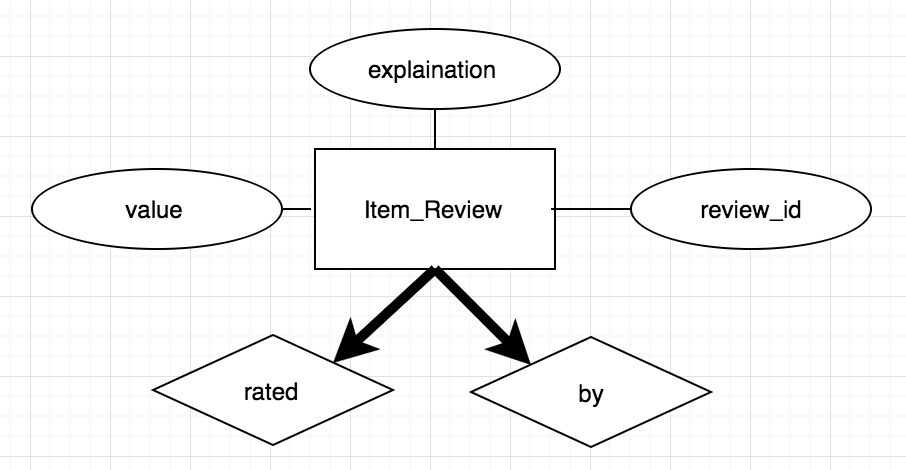 explaination
value
Item_Review
review_id
rated
by